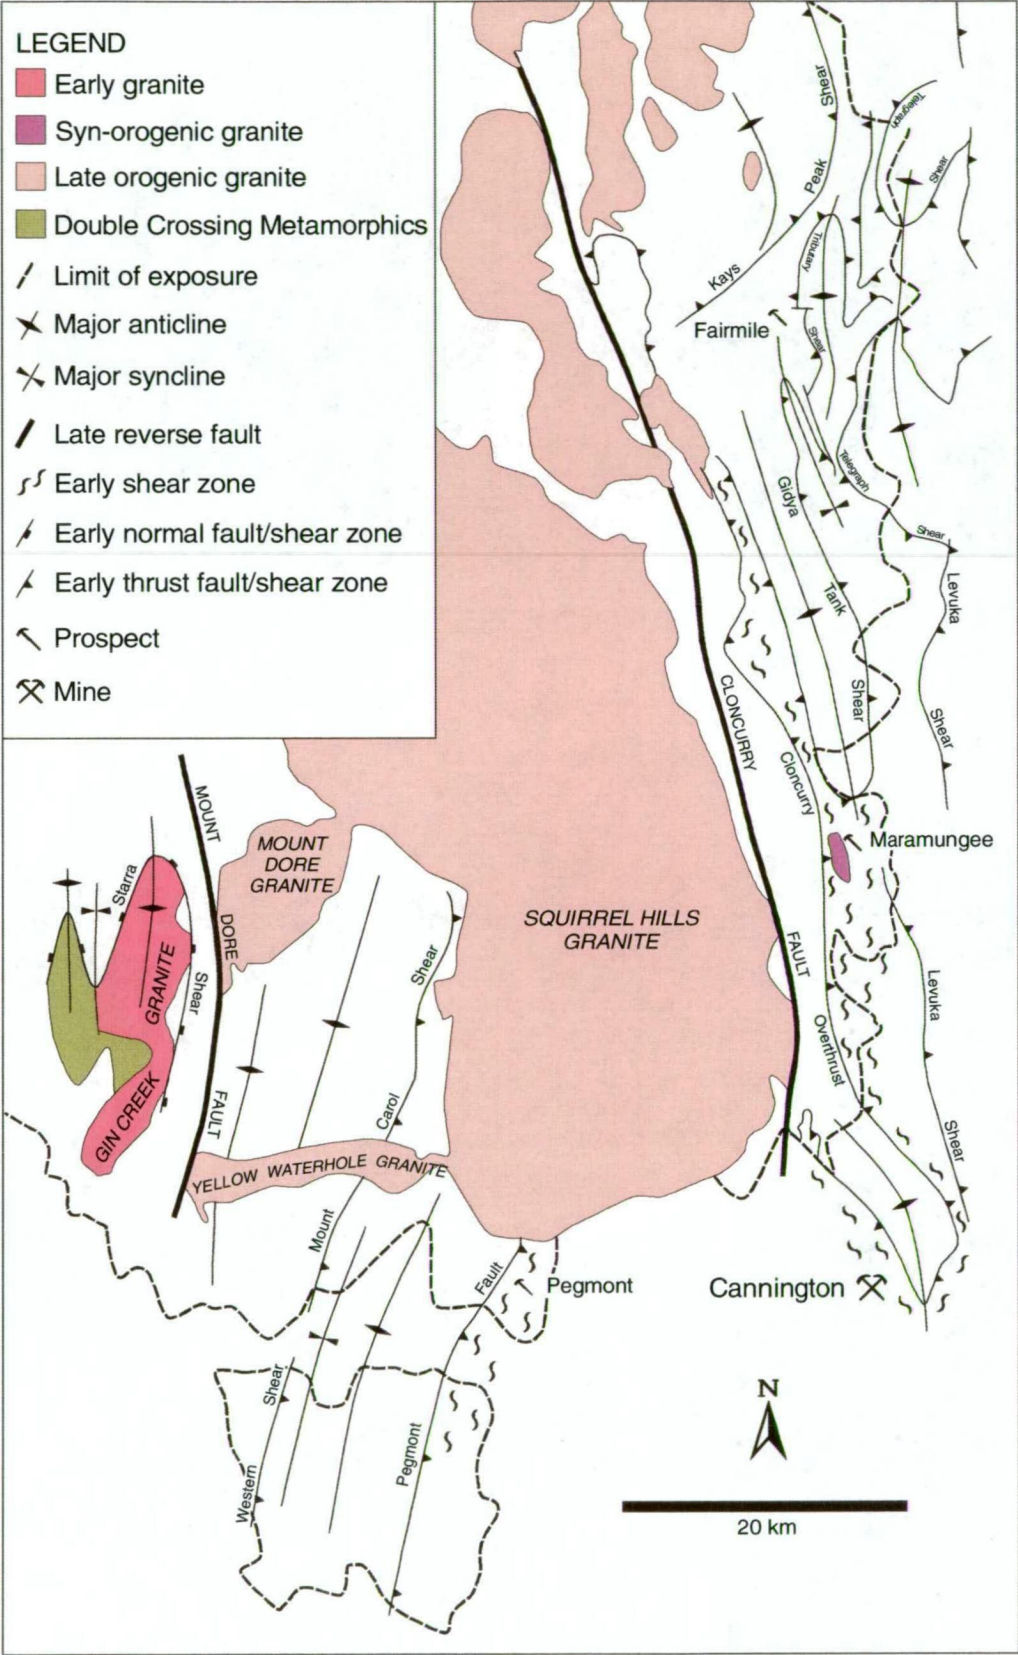 LEGEND
Early granite
Syn-orogenic granite
Late orogenic granite
Double Crossing Metamorphics
Limit of exposure
Major anticline
Major syncline
Late reverse fault
Early shear zone
Early normal fault/shear zone
Early thrust fault/shear zone
Prospect
Mine
Shear
Peak
Kays
Telegraph
Shear
Tributary
Shear
Fairmile
Telegraph
Shear
Gidya
Tank
Shear
Levuka
Shear
CLONCURRY
FAULT
Cloncurry
Overthrust
Maramungee
Levuka
Shear
MOUNT
DORE
FAULT
MOUNT
DORE
GRANITE
SQUIRREL HILLS
GRANITE
Starra
Shear
GIN CREEK
GRANITE
Shear
Carol
Mount
YELLOW WATERHOLE GRANITE
Fault
Pegmont
Pegmont
Cannington
Shear
Western
N
20 km